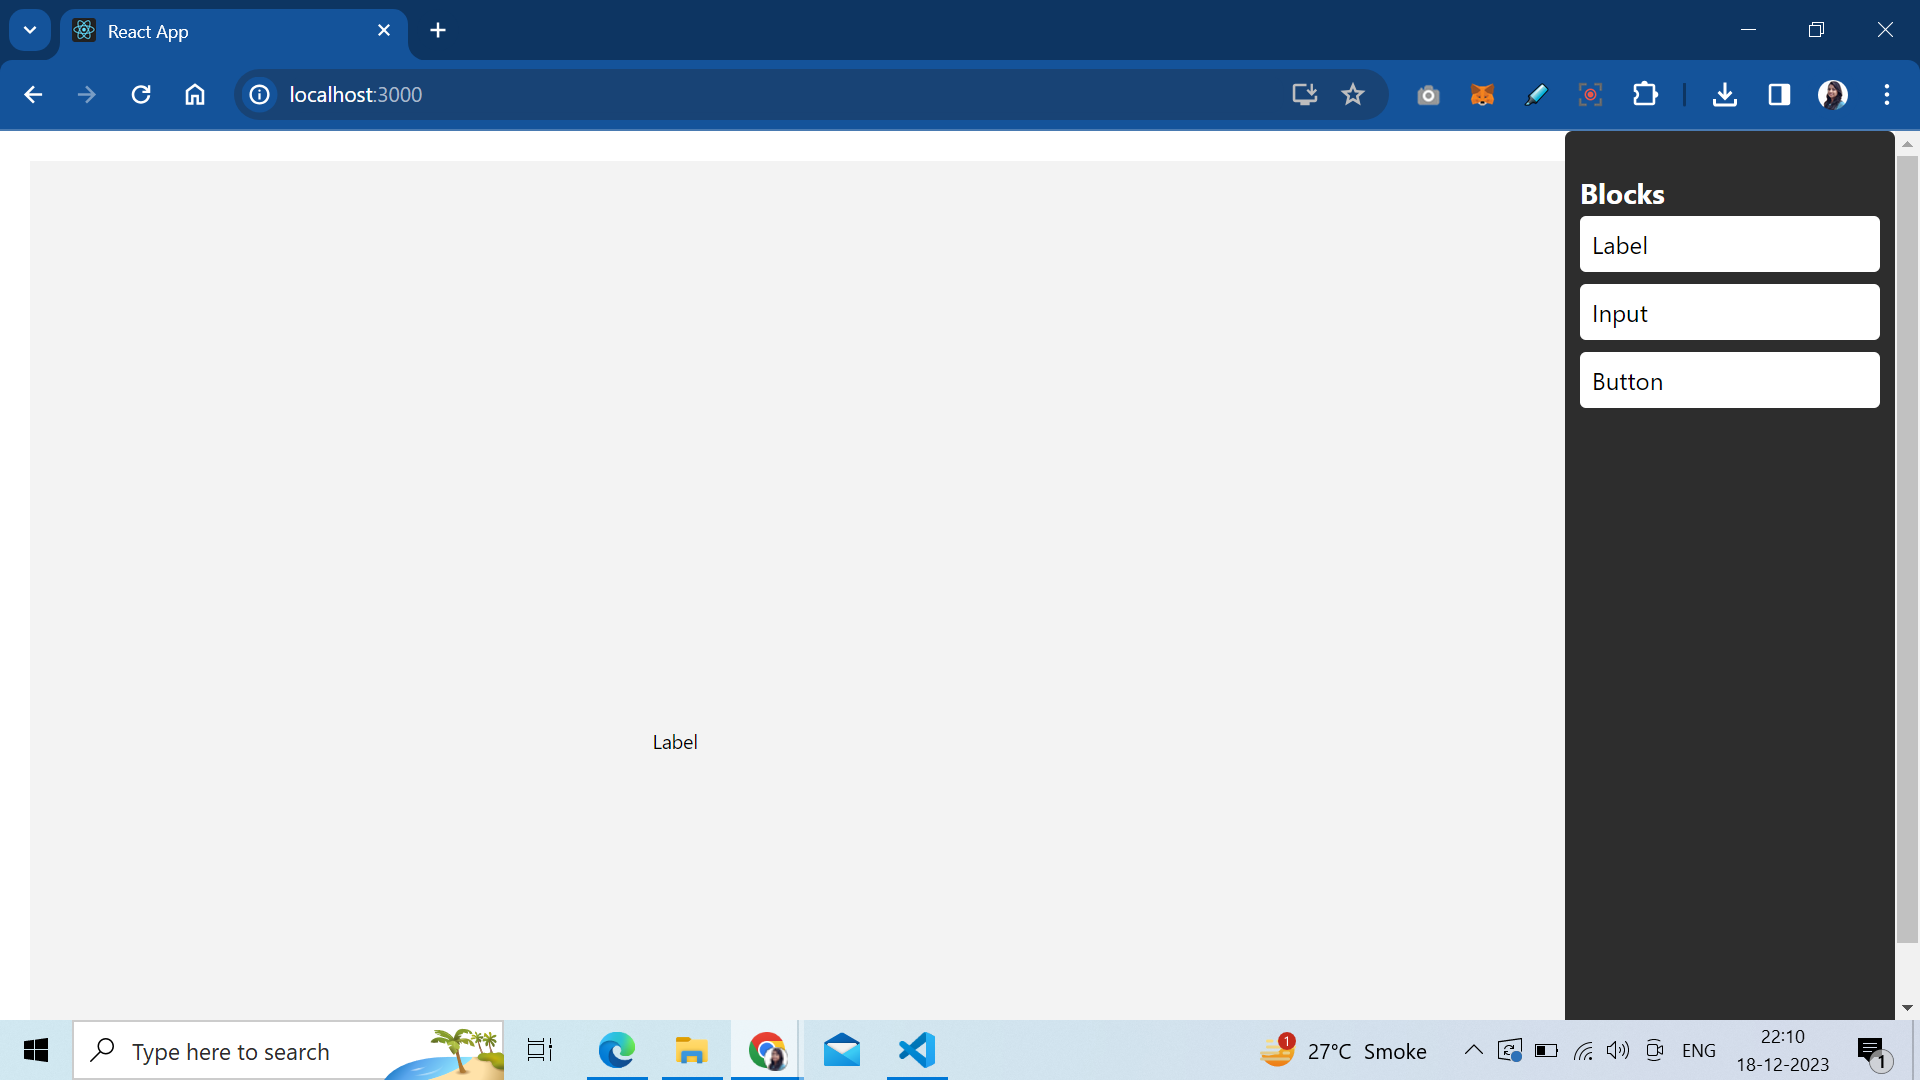 React App
localhost:3000
Blocks
Label
Input
Button
Label
Type here to search
1
27°C Smoke
ENG
22:10
18-12-2023
1